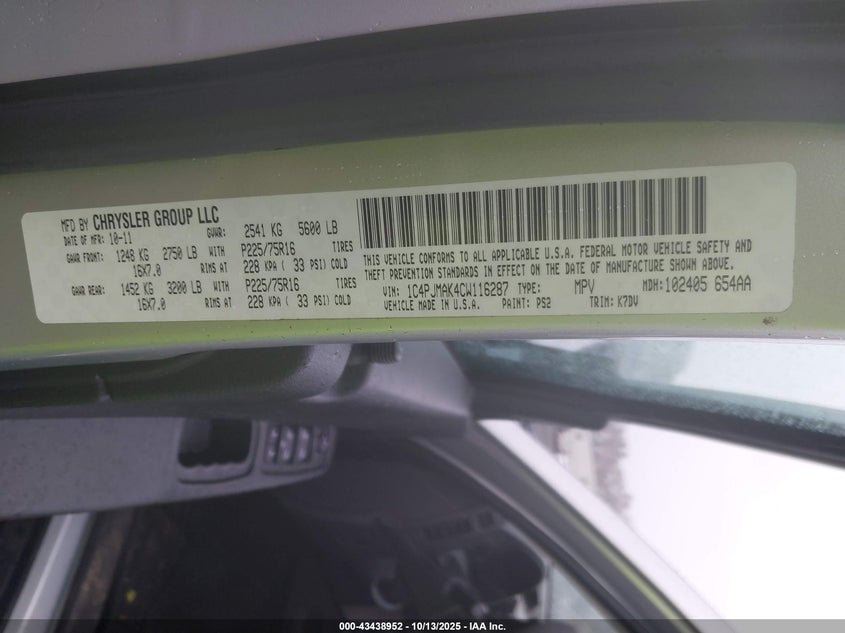 MFD BY CHRYSLER GROUP LLC
DATE OF MFR: 10-11 GVWR: 2541 KG 5600 LB
GAWR FRONT: 1248 KG 2750 LB WITH P225/75R16 TIRES
16X7.0 RIMS AT 228 KPA ( 33 PSI) COLD
GAWR REAR: 1452 KG 3200 LB WITH P225/75R16 TIRES
16X7.0 RIMS AT 228 KPA ( 33 PSI) COLD
THIS VEHICLE CONFORMS TO ALL APPLICABLE U.S.A. FEDERAL MOTOR VEHICLE SAFETY AND
THEFT PREVENTION STANDARDS IN EFFECT ON THE DATE OF MANUFACTURE SHOWN ABOVE.
VIN: 1C4PJMAK4CW116287 TYPE: MPV MDH: 102405 654AA
VEHICLE MADE IN U.S.A. PAINT: PS2 TRIM: K7DV
000-43438952 - 10/13/2025 - IAA Inc.